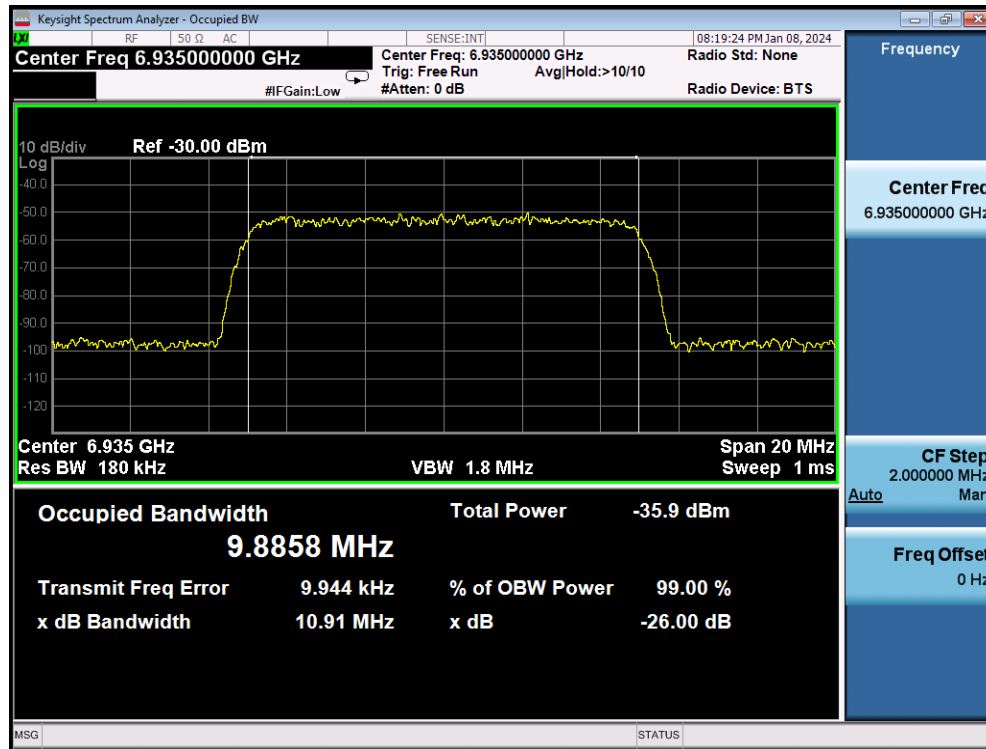 Keysight Spectrum Analyzer - Occupied BW
LXI RF 50 Ω AC SENSE:INT 08:19:24 PM Jan 08, 2024
Center Freq 6.935000000 GHz Center Freq: 6.935000000 GHz Radio Std: None
Trig: Free Run Avg|Hold:>10/10
#IFGain:Low #Atten: 0 dB Radio Device: BTS
Frequency
10 dB/div Ref -30.00 dBm
Log
-40.0
-50.0
-60.0
-70.0
-80.0
-90.0
-100
-110
-120
Center 6.935 GHz Span 20 MHz
Res BW 180 kHz VBW 1.8 MHz Sweep 1 ms
Center Freq
6.935000000 GHz
CF Step
2.000000 MHz
Auto Man
Freq Offset
0 Hz
Occupied Bandwidth Total Power -35.9 dBm
9.8858 MHz
Transmit Freq Error 9.944 kHz % of OBW Power 99.00 %
x dB Bandwidth 10.91 MHz x dB -26.00 dB
MSG STATUS